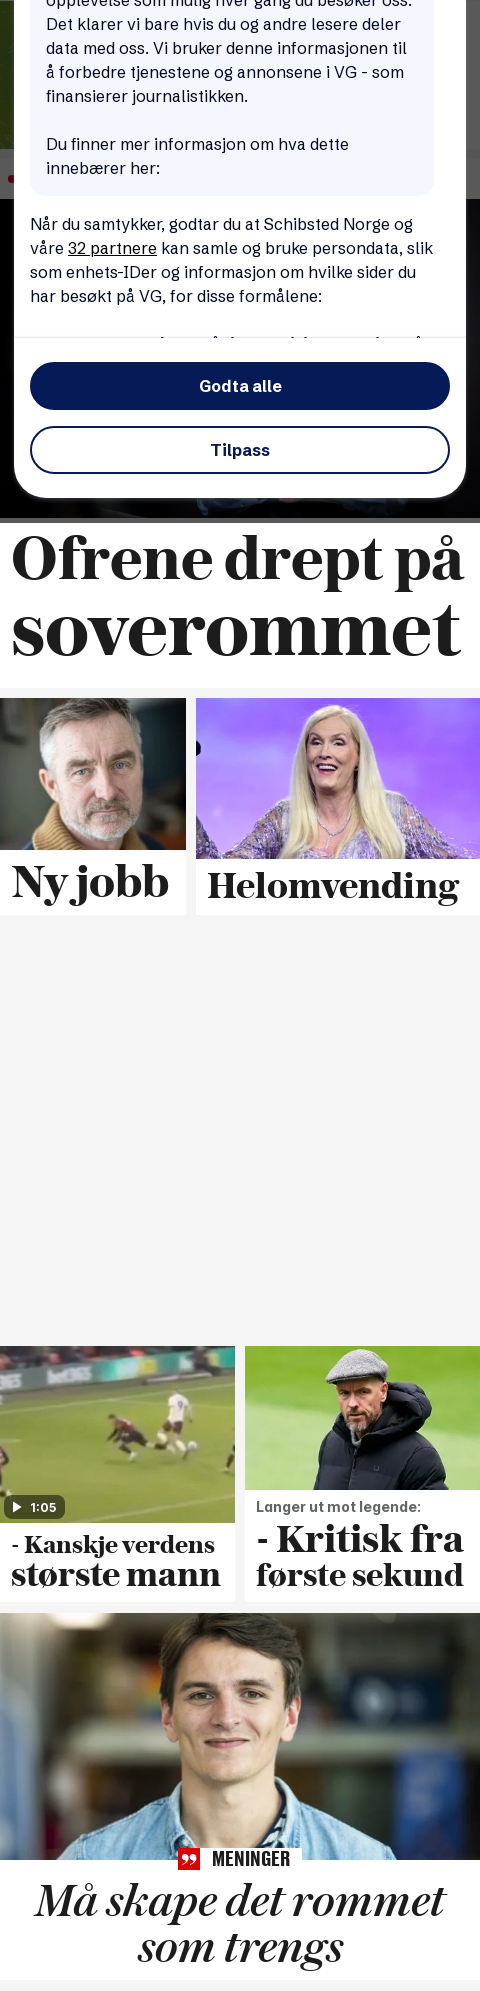 opplevelse som mulig hver gang du besøker oss.
Det klarer vi bare hvis du og andre lesere deler
data med oss. Vi bruker denne informasjonen til
å forbedre tjenestene og annonsene i VG - som
finansierer journalistikken.
Du finner mer informasjon om hva dette
innebærer her:
Når du samtykker, godtar du at Schibsted Norge og
våre 32 partnere kan samle og bruke persondata, slik
som enhets-IDer og informasjon om hvilke sider du
har besøkt på VG, for disse formålene:
Godta alle
Tilpass
Ofrene drept på
soverommet
Ny jobb
Helomvending
1:05
- Kanskje verdens
største mann
Langer ut mot legende:
- Kritisk fra
første sekund
MENINGER
Må skape det rommet
som trengs